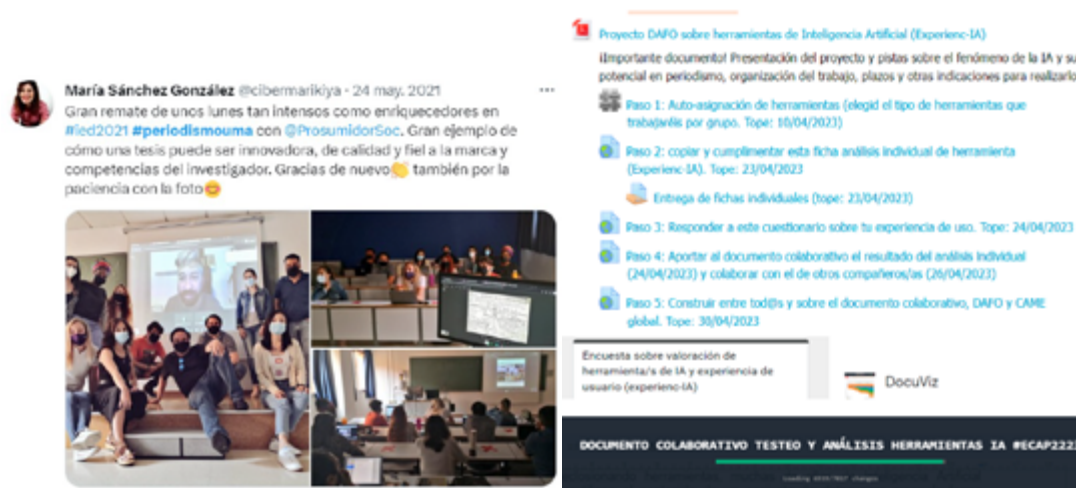 María Sánchez González @cibermarikiya · 24 may. 2021
Gran remate de unos lunes tan intensos como enriquecedores en
#ied2021 #periodismouma con @ProsumidorSoc. Gran ejemplo de
cómo una tesis puede ser innovadora, de calidad y fiel a la marca y
competencias del investigador. Gracias de nuevo👏 también por la
paciencia con la foto😊
Proyecto DAFO sobre herramientas de Inteligencia Artificial (Experienc-IA)
¡Importante documento! Presentación del proyecto y pistas sobre el fenómeno de la IA y su
potencial en periodismo, organización del trabajo, plazos y otras indicaciones para realizarlo
Paso 1: Auto-asignación de herramientas (elegid el tipo de herramientas que
trabajaréis por grupo. Tope: 10/04/2023)
Paso 2: copiar y cumplimentar esta ficha análisis individual de herramienta
(Experienc-IA). Tope: 23/04/2023
Entrega de fichas individuales (tope: 23/04/2023)
Paso 3: Responder a este cuestionario sobre tu experiencia de uso. Tope: 24/04/2023
Paso 4: Aportar al documento colaborativo el resultado del análisis individual
(24/04/2023) y colaborar con el de otros compañeros/as (26/04/2023)
Paso 5: Construir entre tod@s y sobre el documento colaborativo, DAFO y CAME
global. Tope: 30/04/2023
Encuesta sobre valoración de
herramienta/s de IA y experiencia de
usuario (experienc-IA)
DocuViz
DOCUMENTO COLABORATIVO TESTEO Y ANÁLISIS HERRAMIENTAS IA #ECAP2223